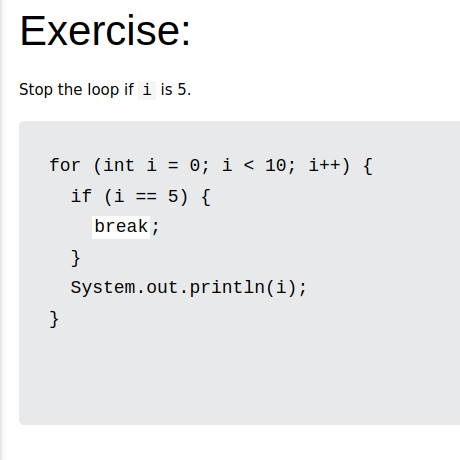 Exercise:
Stop the loop if i is 5.
for (int i = 0; i < 10; i++) {
  if (i == 5) {
    break;
  }
  System.out.println(i);
}